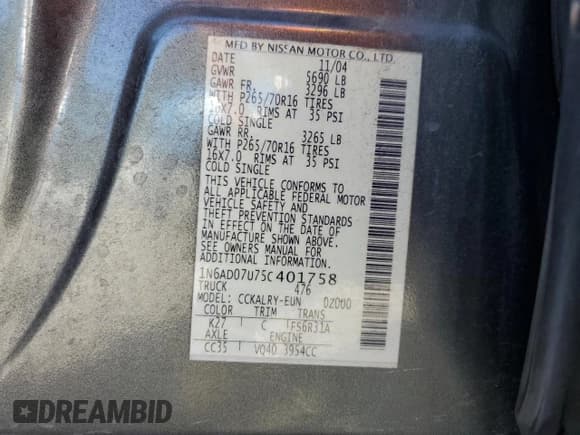 MFD BY NISSAN MOTOR CO., LTD.
DATE 11/04
GVWR 5690 LB
GAWR FR. 3296 LB
WITH P265/70R16 TIRES
16X7.0 RIMS AT 35 PSI
COLD SINGLE
GAWR RR. 3265 LB
WITH P265/70R16 TIRES
16X7.0 RIMS AT 35 PSI
COLD SINGLE
THIS VEHICLE CONFORMS TO
ALL APPLICABLE FEDERAL MOTOR
VEHICLE SAFETY AND
THEFT PREVENTION STANDARDS
IN EFFECT ON THE DATE OF
MANUFACTURE SHOWN ABOVE.
SEE OWNERS MANUAL FOR
ADDITIONAL INFORMATION.
1N6AD07U75C401758
TRUCK 476
MODEL: CCKALRY-EUN DZD00
COLOR TRIM TRANS
K27 C FS6R31A
AXLE ENGINE
CC35 VQ40 3954CC
DREAMBID